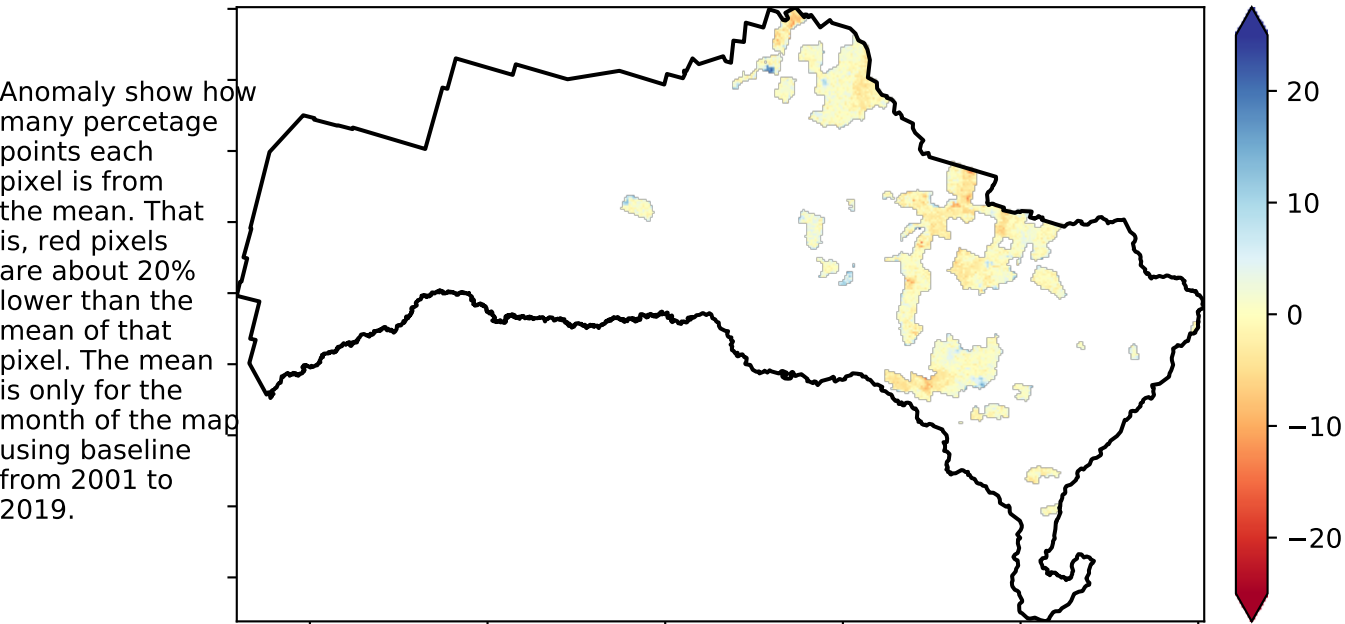 Anomaly show how
many percetage
points each
pixel is from
the mean. That
is, red pixels
are about 20%
lower than the
mean of that
pixel. The mean
is only for the
month of the map
using baseline
from 2001 to
2019.
20
10
0
−10
−20